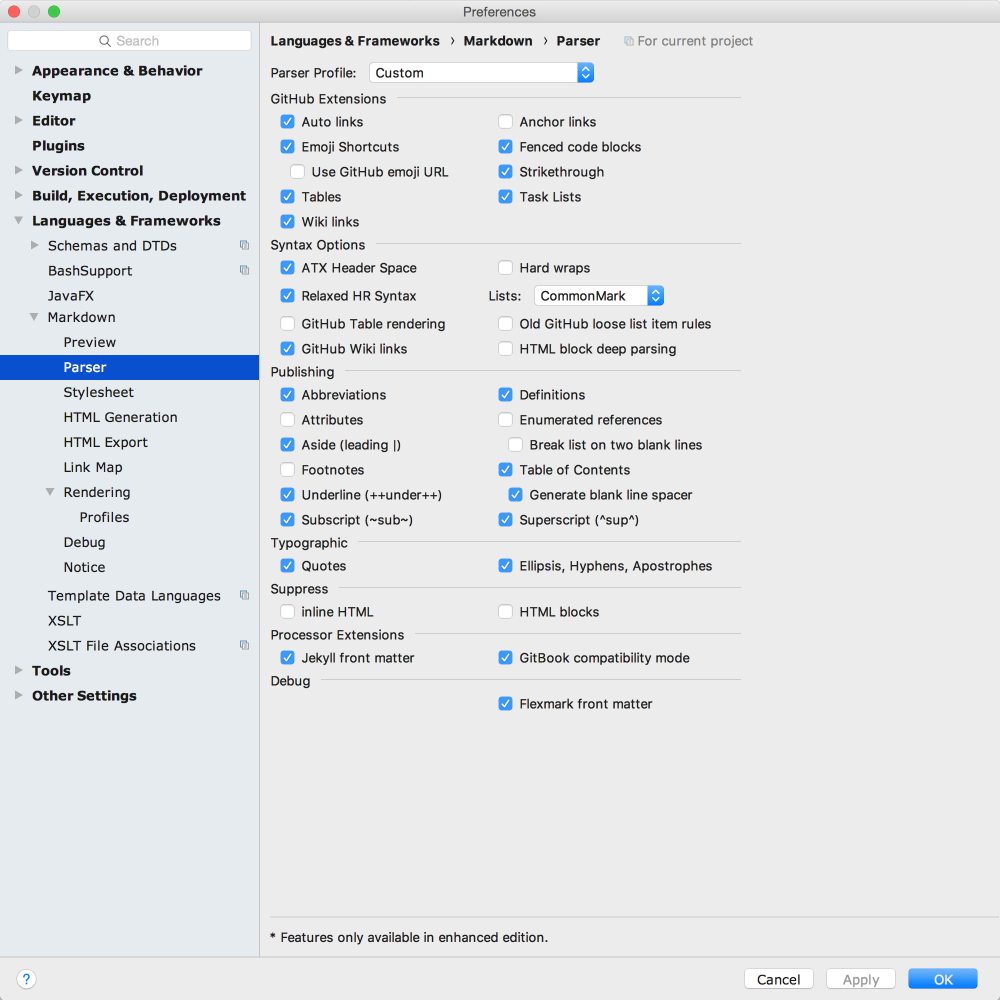 Preferences
Search
Appearance & Behavior
Keymap
Editor
Plugins
Version Control
Build, Execution, Deployment
Languages & Frameworks
Schemas and DTDs
BashSupport
JavaFX
Markdown
Preview
Parser
Stylesheet
HTML Generation
HTML Export
Link Map
Rendering
Profiles
Debug
Notice
Template Data Languages
XSLT
XSLT File Associations
Tools
Other Settings
Languages & Frameworks › Markdown › Parser For current project
Parser Profile: Custom
GitHub Extensions
Auto links Anchor links
Emoji Shortcuts Fenced code blocks
Use GitHub emoji URL Strikethrough
Tables Task Lists
Wiki links
Syntax Options
ATX Header Space Hard wraps
Relaxed HR Syntax Lists: CommonMark
GitHub Table rendering Old GitHub loose list item rules
GitHub Wiki links HTML block deep parsing
Publishing
Abbreviations Definitions
Attributes Enumerated references
Aside (leading |) Break list on two blank lines
Footnotes Table of Contents
Underline (++under++) Generate blank line spacer
Subscript (~sub~) Superscript (^sup^)
Typographic
Quotes Ellipsis, Hyphens, Apostrophes
Suppress
inline HTML HTML blocks
Processor Extensions
Jekyll front matter GitBook compatibility mode
Debug
Flexmark front matter
* Features only available in enhanced edition.
? Cancel Apply OK